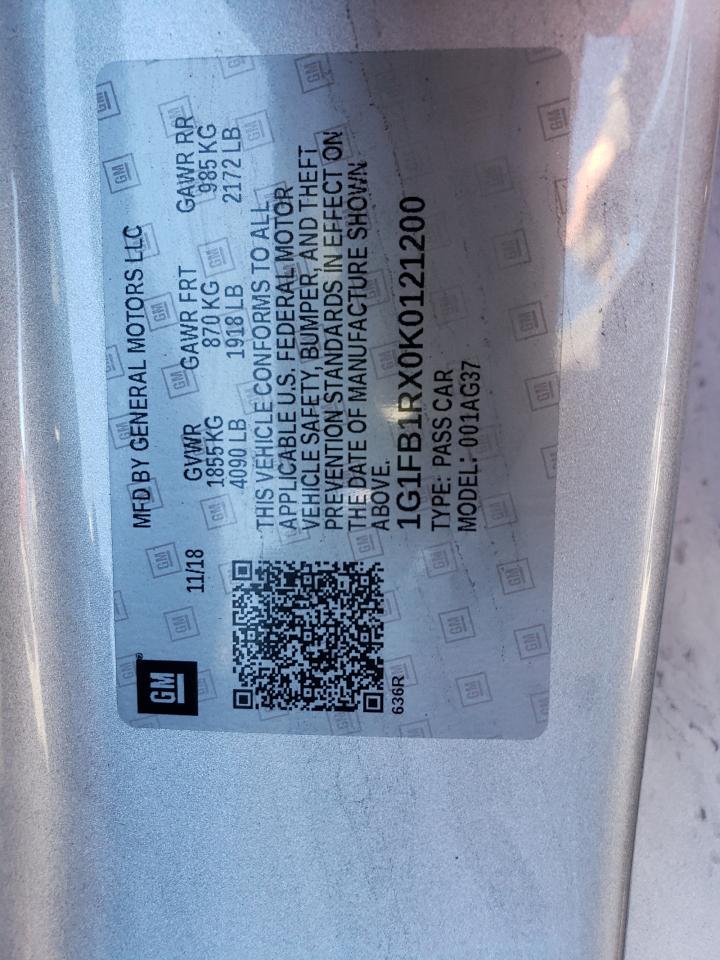 GM
11/18
MFD BY GENERAL MOTORS LLC
GVWR GAWR FRT GAWR RR
1855 KG 870 KG 985 KG
4090 LB 1918 LB 2172 LB
THIS VEHICLE CONFORMS TO ALL
APPLICABLE U.S. FEDERAL MOTOR
VEHICLE SAFETY, BUMPER, AND THEFT
PREVENTION STANDARDS IN EFFECT ON
THE DATE OF MANUFACTURE SHOWN
ABOVE.
1G1FB1RX0K0121200
TYPE: PASS CAR
MODEL: 001AG37
636R